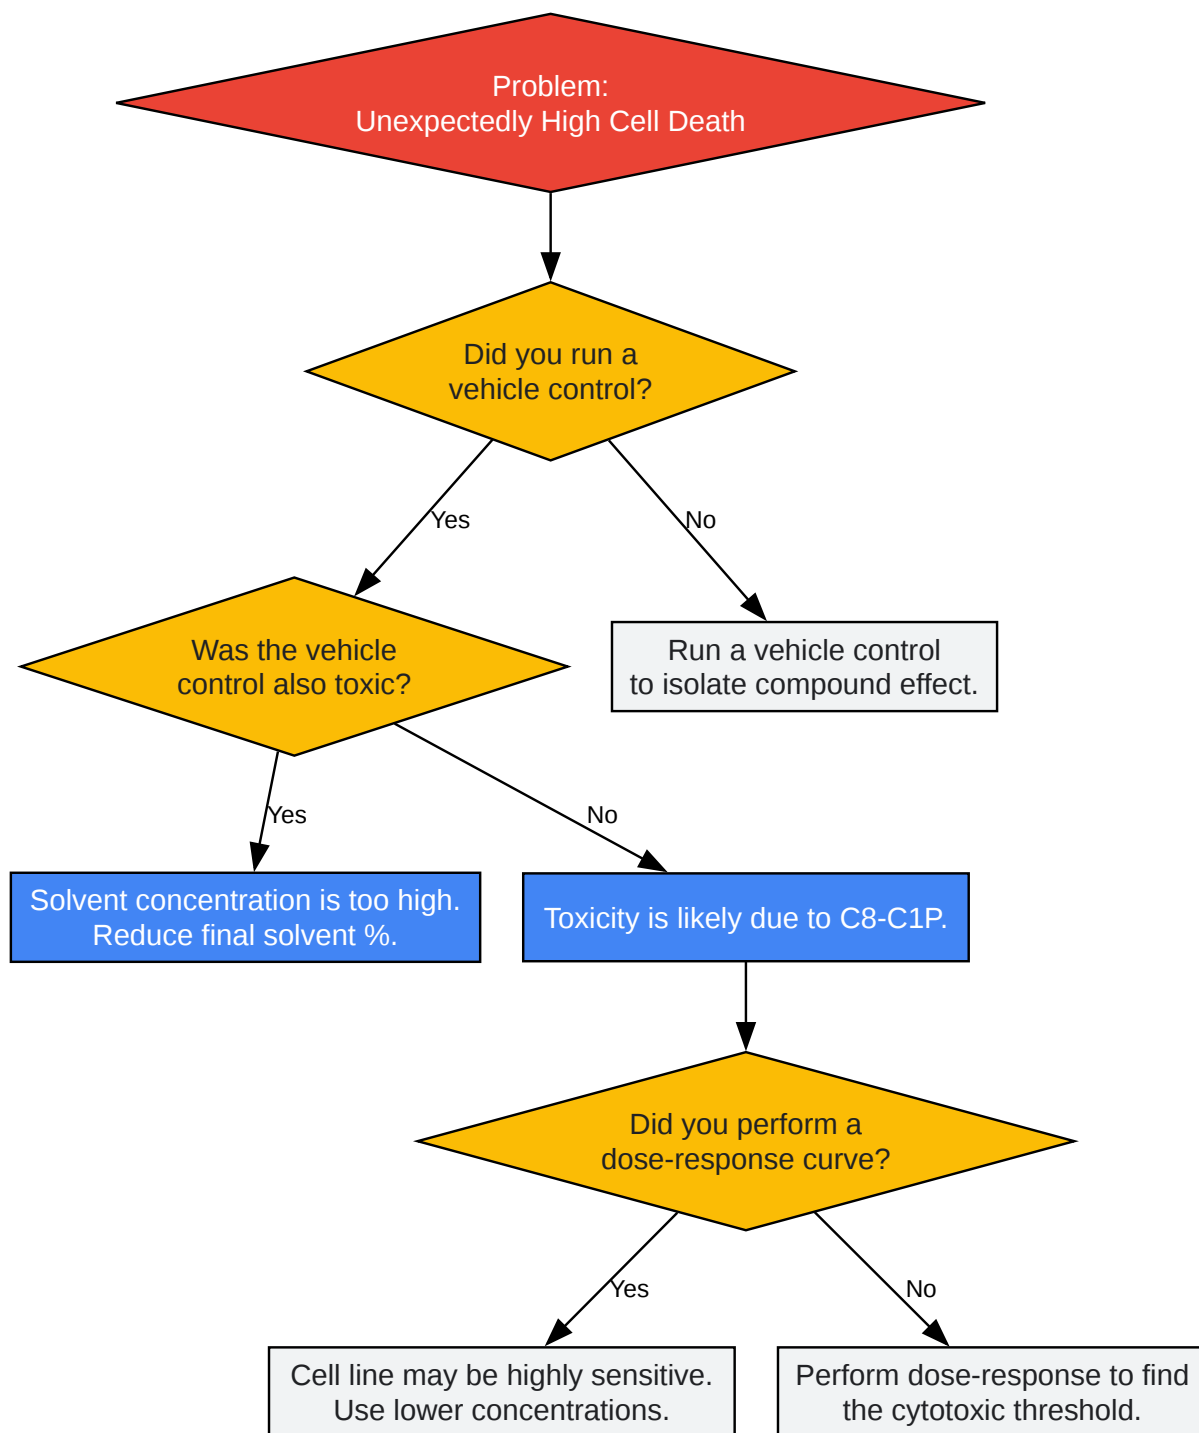 Problem:
Unexpectedly High Cell Death
Did you run a
vehicle control?
Yes
No
Was the vehicle
control also toxic?
Run a vehicle control
to isolate compound effect.
Yes
No
Solvent concentration is too high.
Reduce final solvent %.
Toxicity is likely due to C8-C1P.
Did you perform a
dose-response curve?
Yes
No
Cell line may be highly sensitive.
Use lower concentrations.
Perform dose-response to find
the cytotoxic threshold.